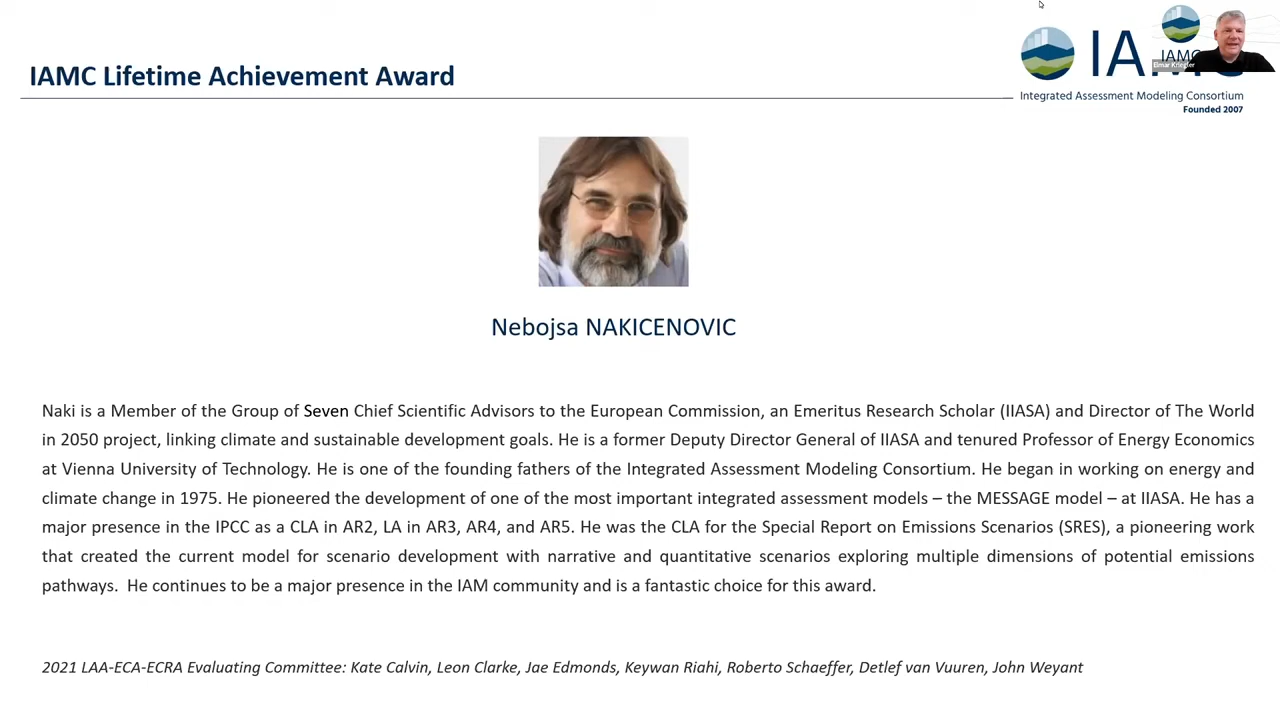 IAMC Lifetime Achievement Award
IA
IAMC
Elmar Kriegler
Integrated Assessment Modeling Consortium
Founded 2007
Nebojsa NAKICENOVIC
Naki is a Member of the Group of Seven Chief Scientific Advisors to the European Commission, an Emeritus Research Scholar (IIASA) and Director of The World
in 2050 project, linking climate and sustainable development goals. He is a former Deputy Director General of IIASA and tenured Professor of Energy Economics
at Vienna University of Technology. He is one of the founding fathers of the Integrated Assessment Modeling Consortium. He began in working on energy and
climate change in 1975. He pioneered the development of one of the most important integrated assessment models – the MESSAGE model – at IIASA. He has a
major presence in the IPCC as a CLA in AR2, LA in AR3, AR4, and AR5. He was the CLA for the Special Report on Emissions Scenarios (SRES), a pioneering work
that created the current model for scenario development with narrative and quantitative scenarios exploring multiple dimensions of potential emissions
pathways.  He continues to be a major presence in the IAM community and is a fantastic choice for this award.
2021 LAA-ECA-ECRA Evaluating Committee: Kate Calvin, Leon Clarke, Jae Edmonds, Keywan Riahi, Roberto Schaeffer, Detlef van Vuuren, John Weyant